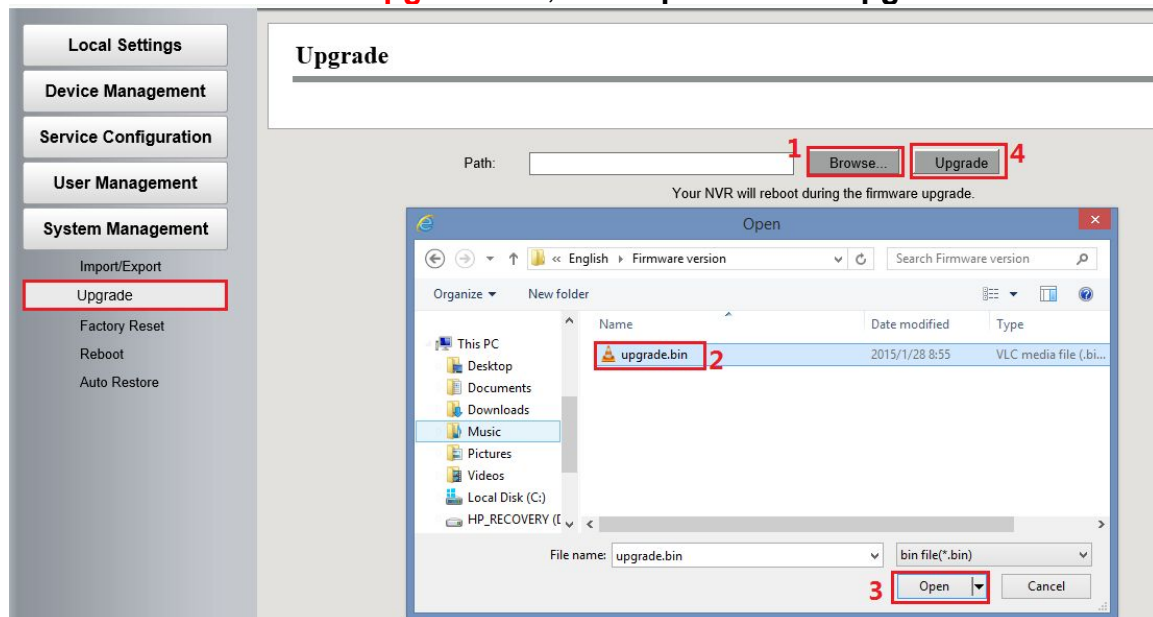 Local Settings
Device Management
Service Configuration
User Management
System Management
Import/Export
Upgrade
Factory Reset
Reboot
Auto Restore
Upgrade
Path:
1
Browse...
Upgrade
4
Your NVR will reboot during the firmware upgrade.
Open
« English Firmware version
Search Firmware version
Organize
New folder
Name
Date modified
Type
This PC
Desktop
Documents
Downloads
Music
Pictures
Videos
Local Disk (C:)
HP_RECOVERY (D
upgrade.bin
2
2015/1/28 8:55
VLC media file (.bi...
File name:
upgrade.bin
bin file(*.bin)
3
Open
Cancel